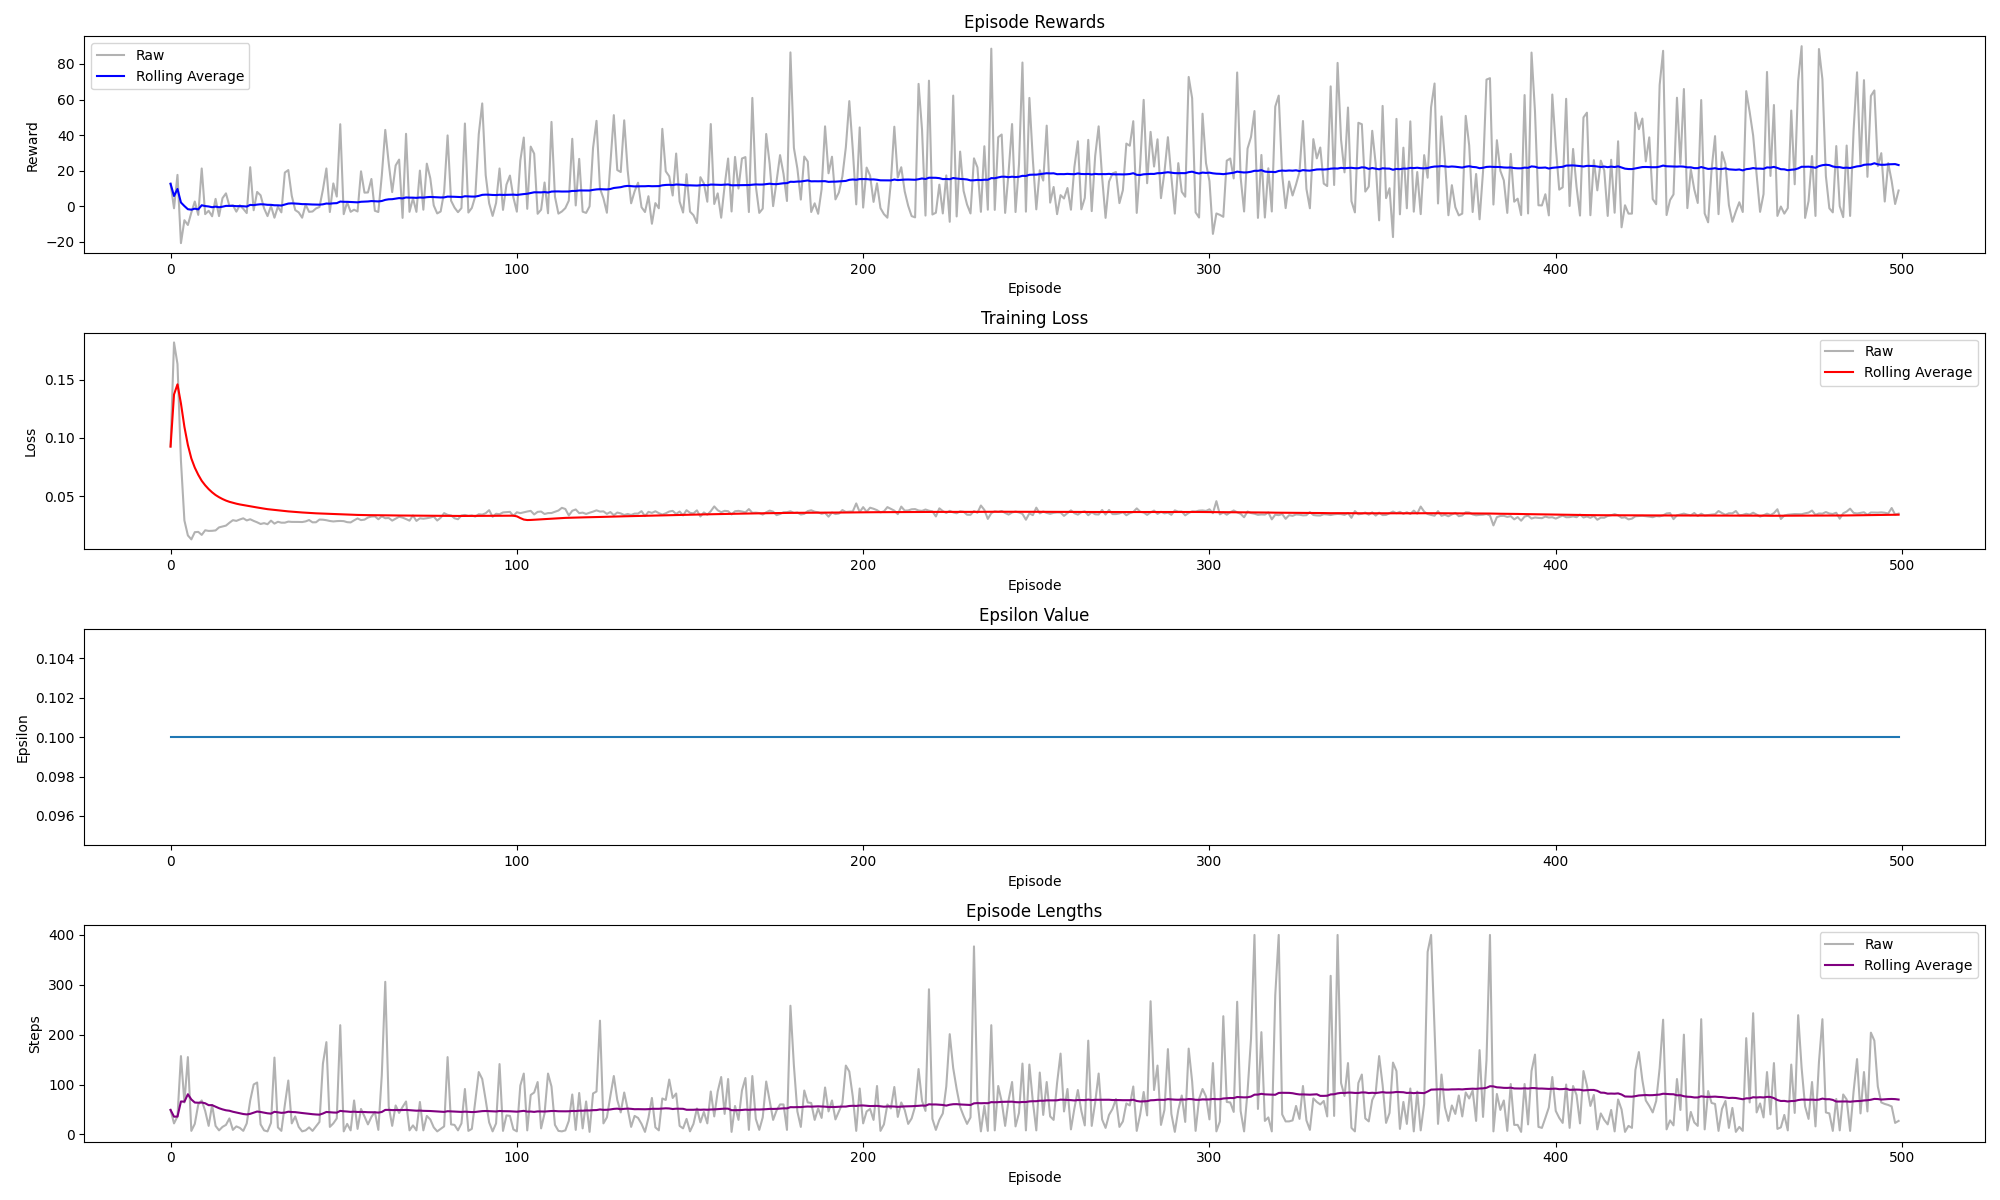 Episode Rewards
Raw
Rolling Average
Reward
80
60
40
20
0
−20
0 100 200 300 400 500
Episode
Training Loss
Raw
Rolling Average
Loss
0.15
0.10
0.05
0 100 200 300 400 500
Episode
Epsilon Value
Epsilon
0.104
0.102
0.100
0.098
0.096
0 100 200 300 400 500
Episode
Episode Lengths
Raw
Rolling Average
Steps
400
300
200
100
0
0 100 200 300 400 500
Episode